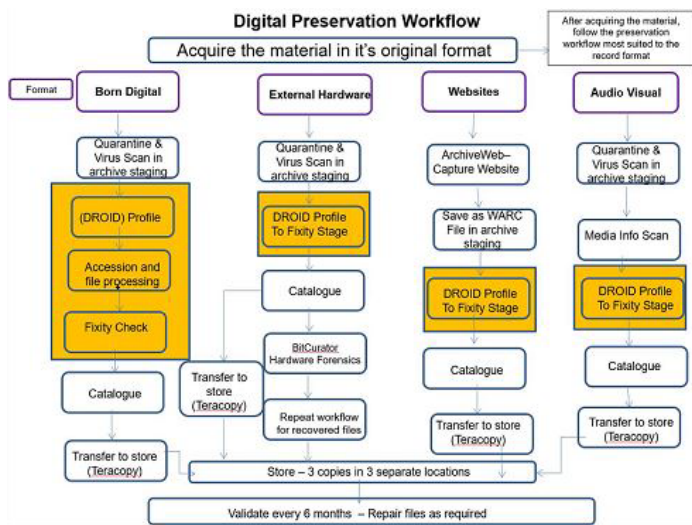 Digital Preservation Workflow
Acquire the material in it's original format
After acquiring the material,
follow the preservation
workflow most suited to the
record format
Format
Born Digital
External Hardware
Websites
Audio Visual
Quarantine &
Virus Scan in
archive staging
(DROID) Profile
Accession and
file processing
Fixity Check
Catalogue
Transfer to store
(Teracopy)
Quarantine &
Virus Scan in
archive staging
DROID Profile
To Fixity Stage
Catalogue
Transfer to
store
(Teracopy)
BitCurator
Hardware Forensics
Repeat workflow
for recovered files
ArchiveWeb–
Capture Website
Save as WARC
File in archive
staging
DROID Profile
To Fixity Stage
Catalogue
Transfer to store
(Teracopy)
Quarantine &
Virus Scan in
archive staging
Media Info Scan
DROID Profile
To Fixity Stage
Catalogue
Transfer to store
(Teracopy)
Store – 3 copies in 3 separate locations
Validate every 6 months – Repair files as required